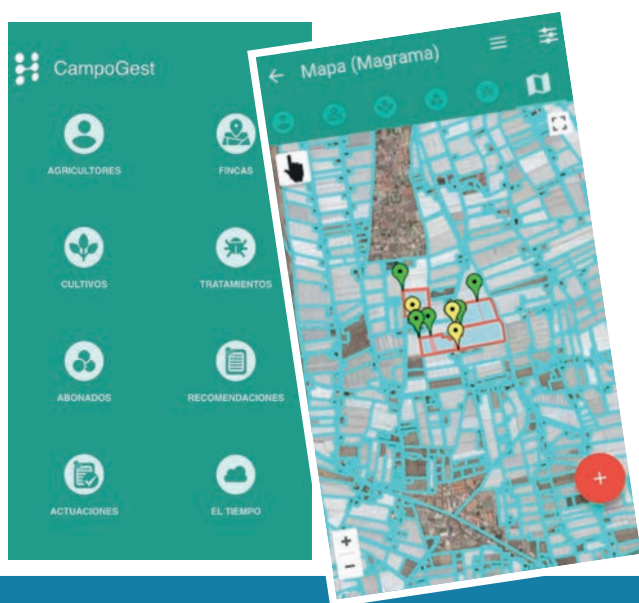 CampoGest
AGRICULTORES
FINCAS
CULTIVOS
TRATAMIENTOS
ABONADOS
RECOMENDACIONES
ACTUACIONES
EL TIEMPO
Mapa (Magrama)
+
+
−